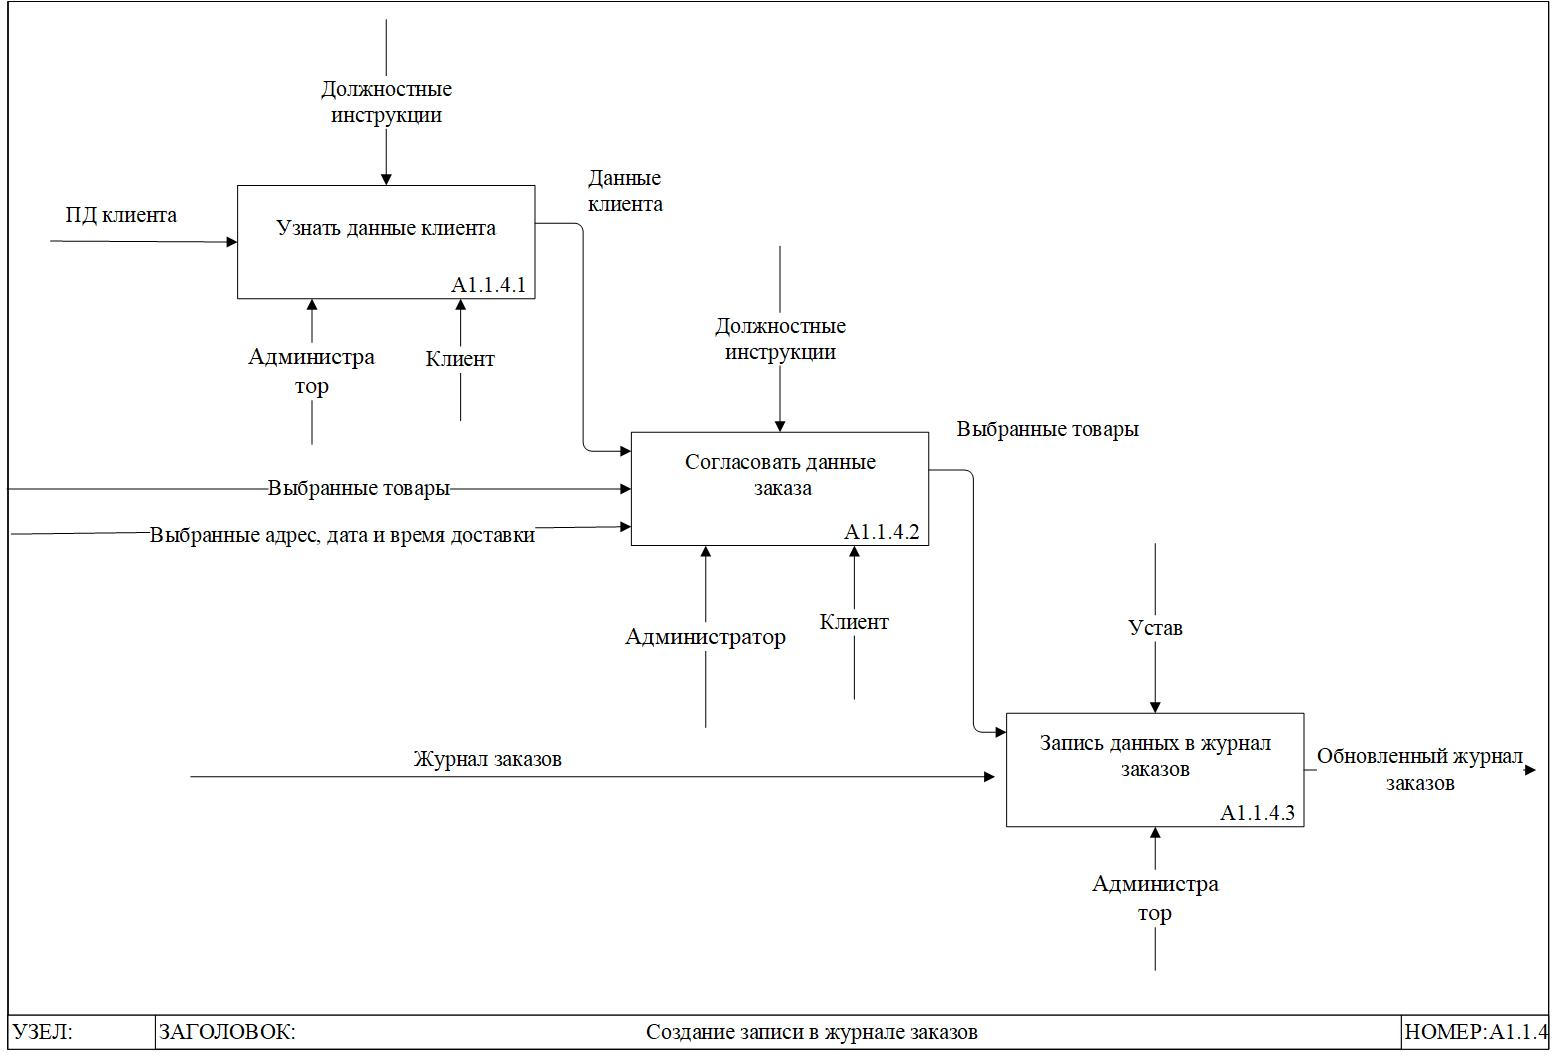 Должностные
инструкции
ПД клиента
Узнать данные клиента
А1.1.4.1
Данные
клиента
Администра
тор
Клиент
Должностные
инструкции
Выбранные товары
Выбранные адрес, дата и время доставки
Согласовать данные
заказа
А1.1.4.2
Выбранные товары
Администратор
Клиент
Устав
Журнал заказов
Запись данных в журнал
заказов
А1.1.4.3
Обновленный журнал
заказов
Администра
тор
УЗЕЛ:
ЗАГОЛОВОК:
Создание записи в журнале заказов
НОМЕР:А1.1.4